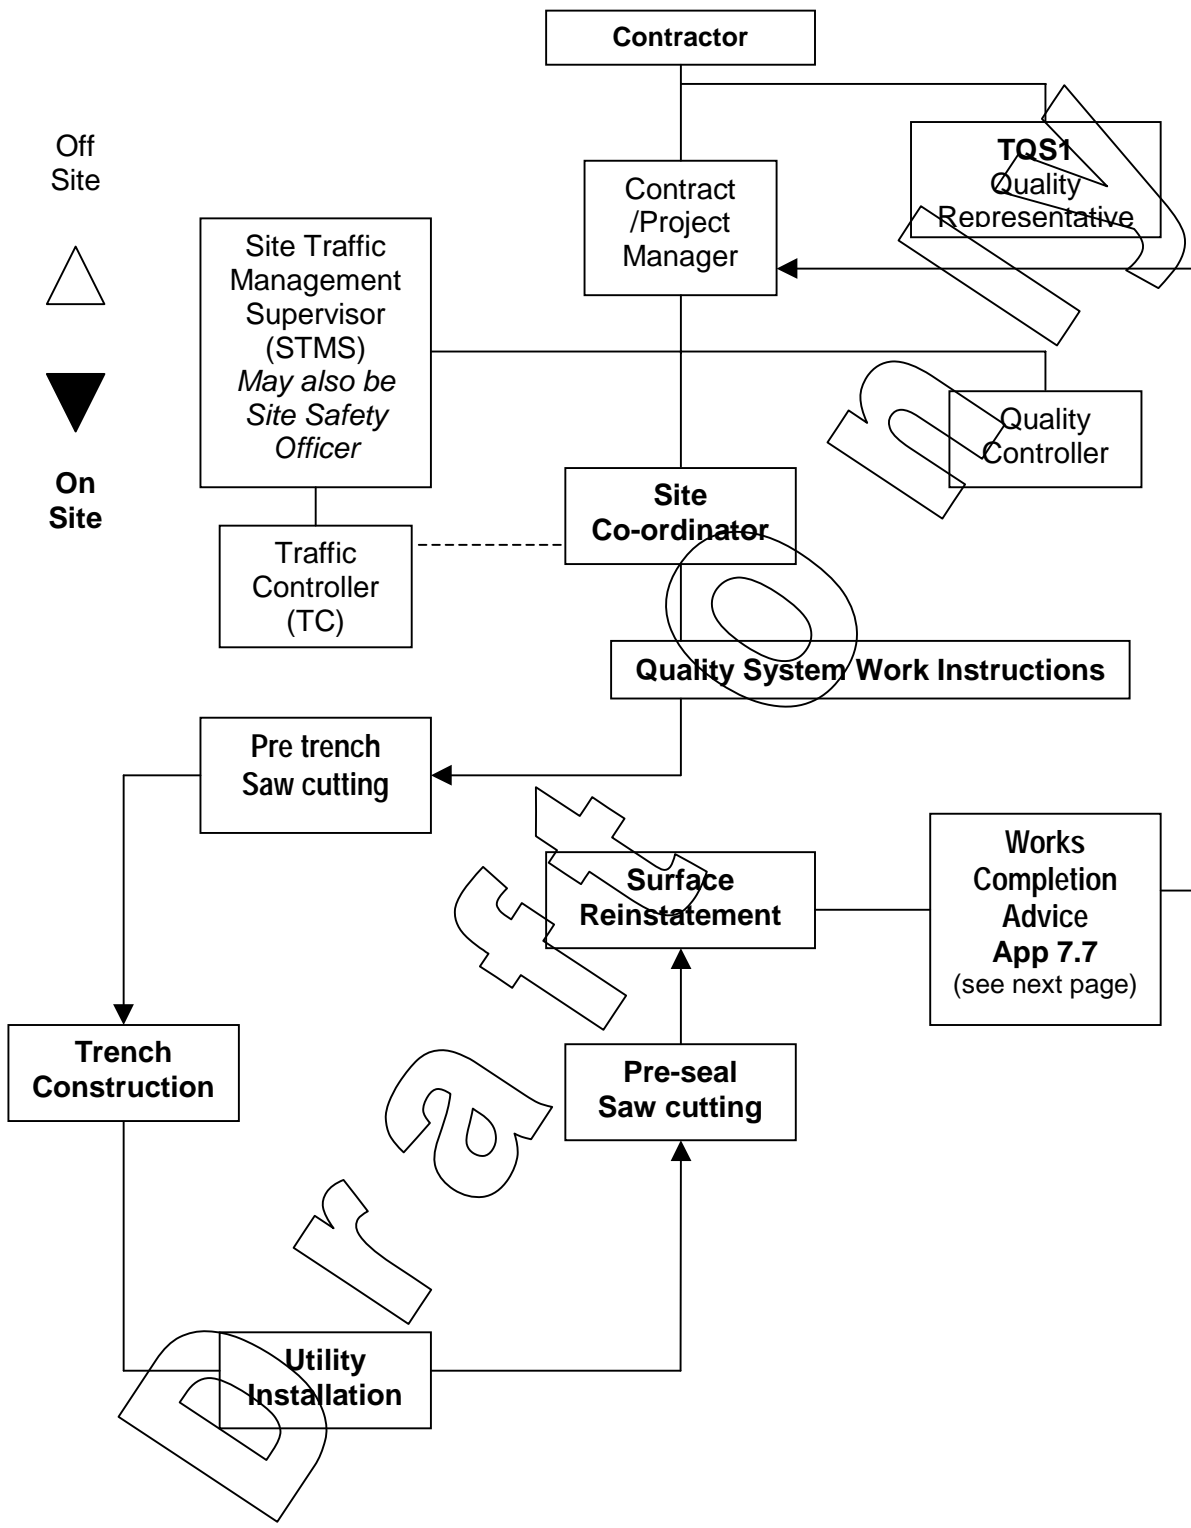 Contractor
TQS1
Quality
Representative
Contract
/Project
Manager
Off
Site
On
Site
Site Traffic
Management
Supervisor
(STMS)
May also be
Site Safety
Officer
Quality
Controller
Site
Co-ordinator
Traffic
Controller
(TC)
Quality System Work Instructions
Pre trench
Saw cutting
Surface
Reinstatement
Works
Completion
Advice
App 7.7
(see next page)
Trench
Construction
Pre-seal
Saw cutting
Utility
Installation
Draft only